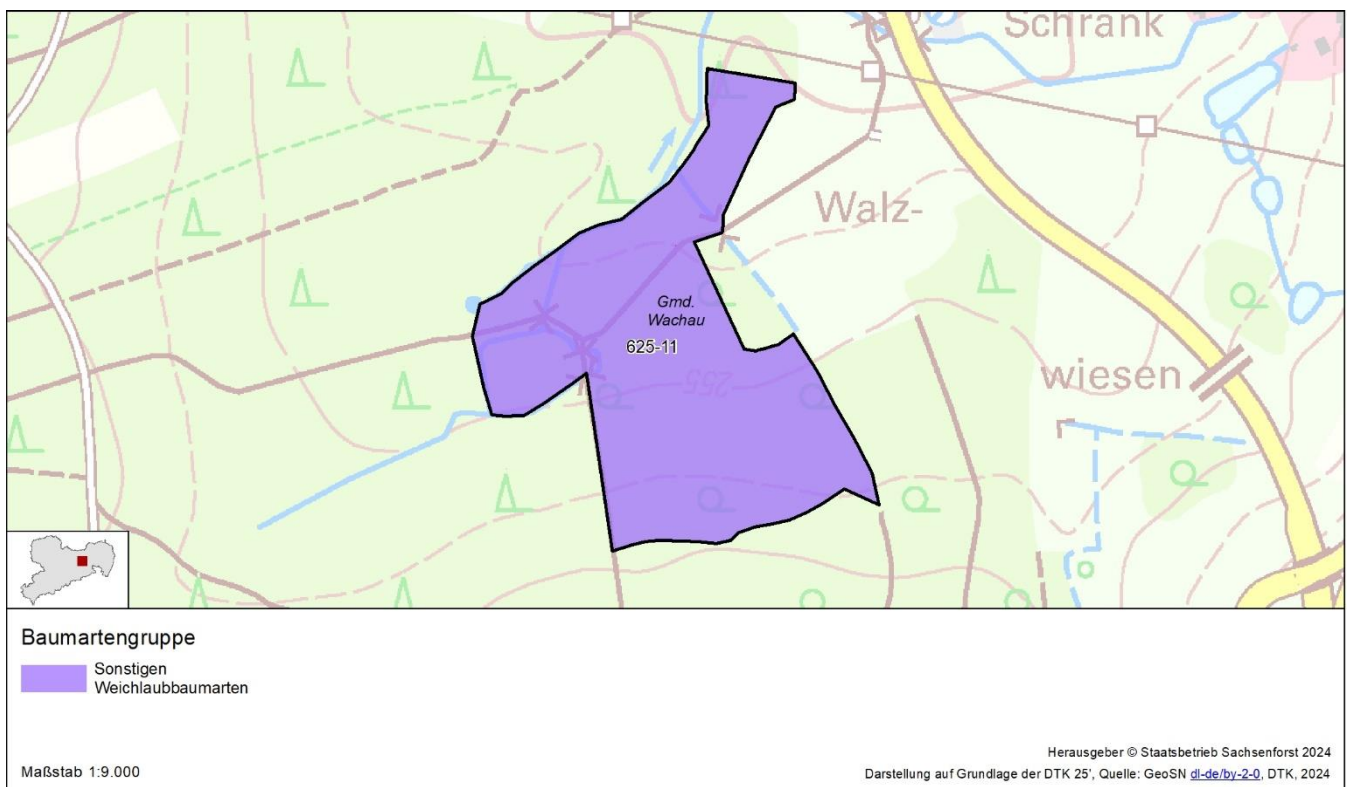 Schrank
Walz-
Gmd.
Wachau
625-11
255
wiesen
Baumartengruppe
Sonstigen
Weichlaubbaumarten
Maßstab 1:9.000
Herausgeber © Staatsbetrieb Sachsenforst 2024
Darstellung auf Grundlage der DTK 25', Quelle: GeoSN dl-de/by-2-0, DTK, 2024